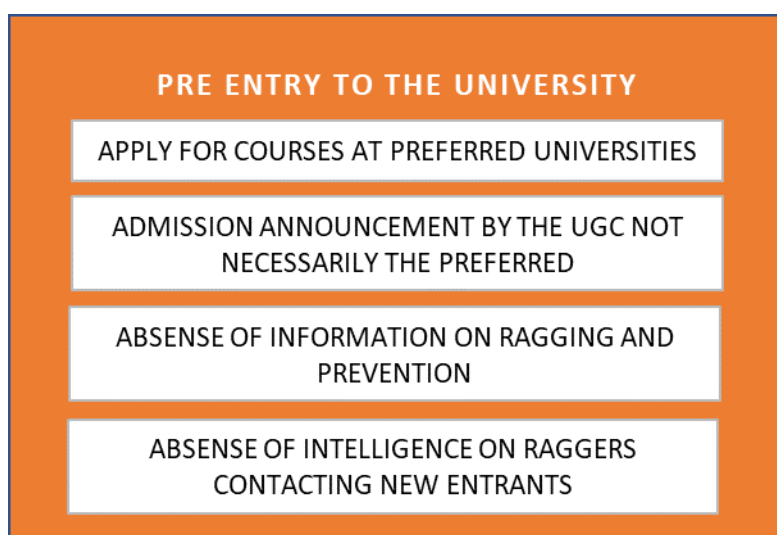 PRE ENTRY TO THE UNIVERSITY
APPLY FOR COURSES AT PREFERRED UNIVERSITIES
ADMISSION ANNOUNCEMENT BY THE UGC NOT
NECESSARILY THE PREFERRED
ABSENSE OF INFORMATION ON RAGGING AND
PREVENTION
ABSENSE OF INTELLIGENCE ON RAGGERS
CONTACTING NEW ENTRANTS